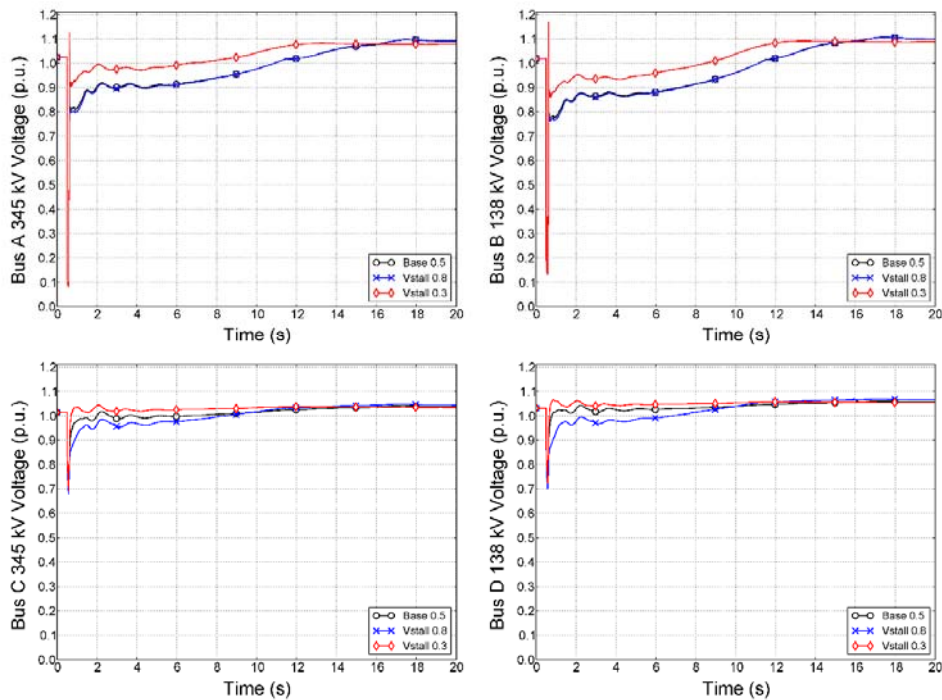 1.2
1.1
1.0
0.9
0.8
0.7
0.6
0.5
0.4
0.3
0.2
0.1
0.0
Bus A 345 kV Voltage (p.u.)
Base 0.5
Vstall 0.8
Vstall 0.3
0 2 4 6 8 10 12 14 16 18 20
Time (s)
1.2
1.1
1.0
0.9
0.8
0.7
0.6
0.5
0.4
0.3
0.2
0.1
0.0
Bus B 138 kV Voltage (p.u.)
Base 0.5
Vstall 0.8
Vstall 0.3
0 2 4 6 8 10 12 14 16 18 20
Time (s)
1.2
1.1
1.0
0.9
0.8
0.7
0.6
0.5
0.4
0.3
0.2
0.1
0.0
Bus C 345 kV Voltage (p.u.)
Base 0.5
Vstall 0.8
Vstall 0.3
0 2 4 6 8 10 12 14 16 18 20
Time (s)
1.2
1.1
1.0
0.9
0.8
0.7
0.6
0.5
0.4
0.3
0.2
0.1
0.0
Bus D 138 kV Voltage (p.u.)
Base 0.5
Vstall 0.8
Vstall 0.3
0 2 4 6 8 10 12 14 16 18 20
Time (s)